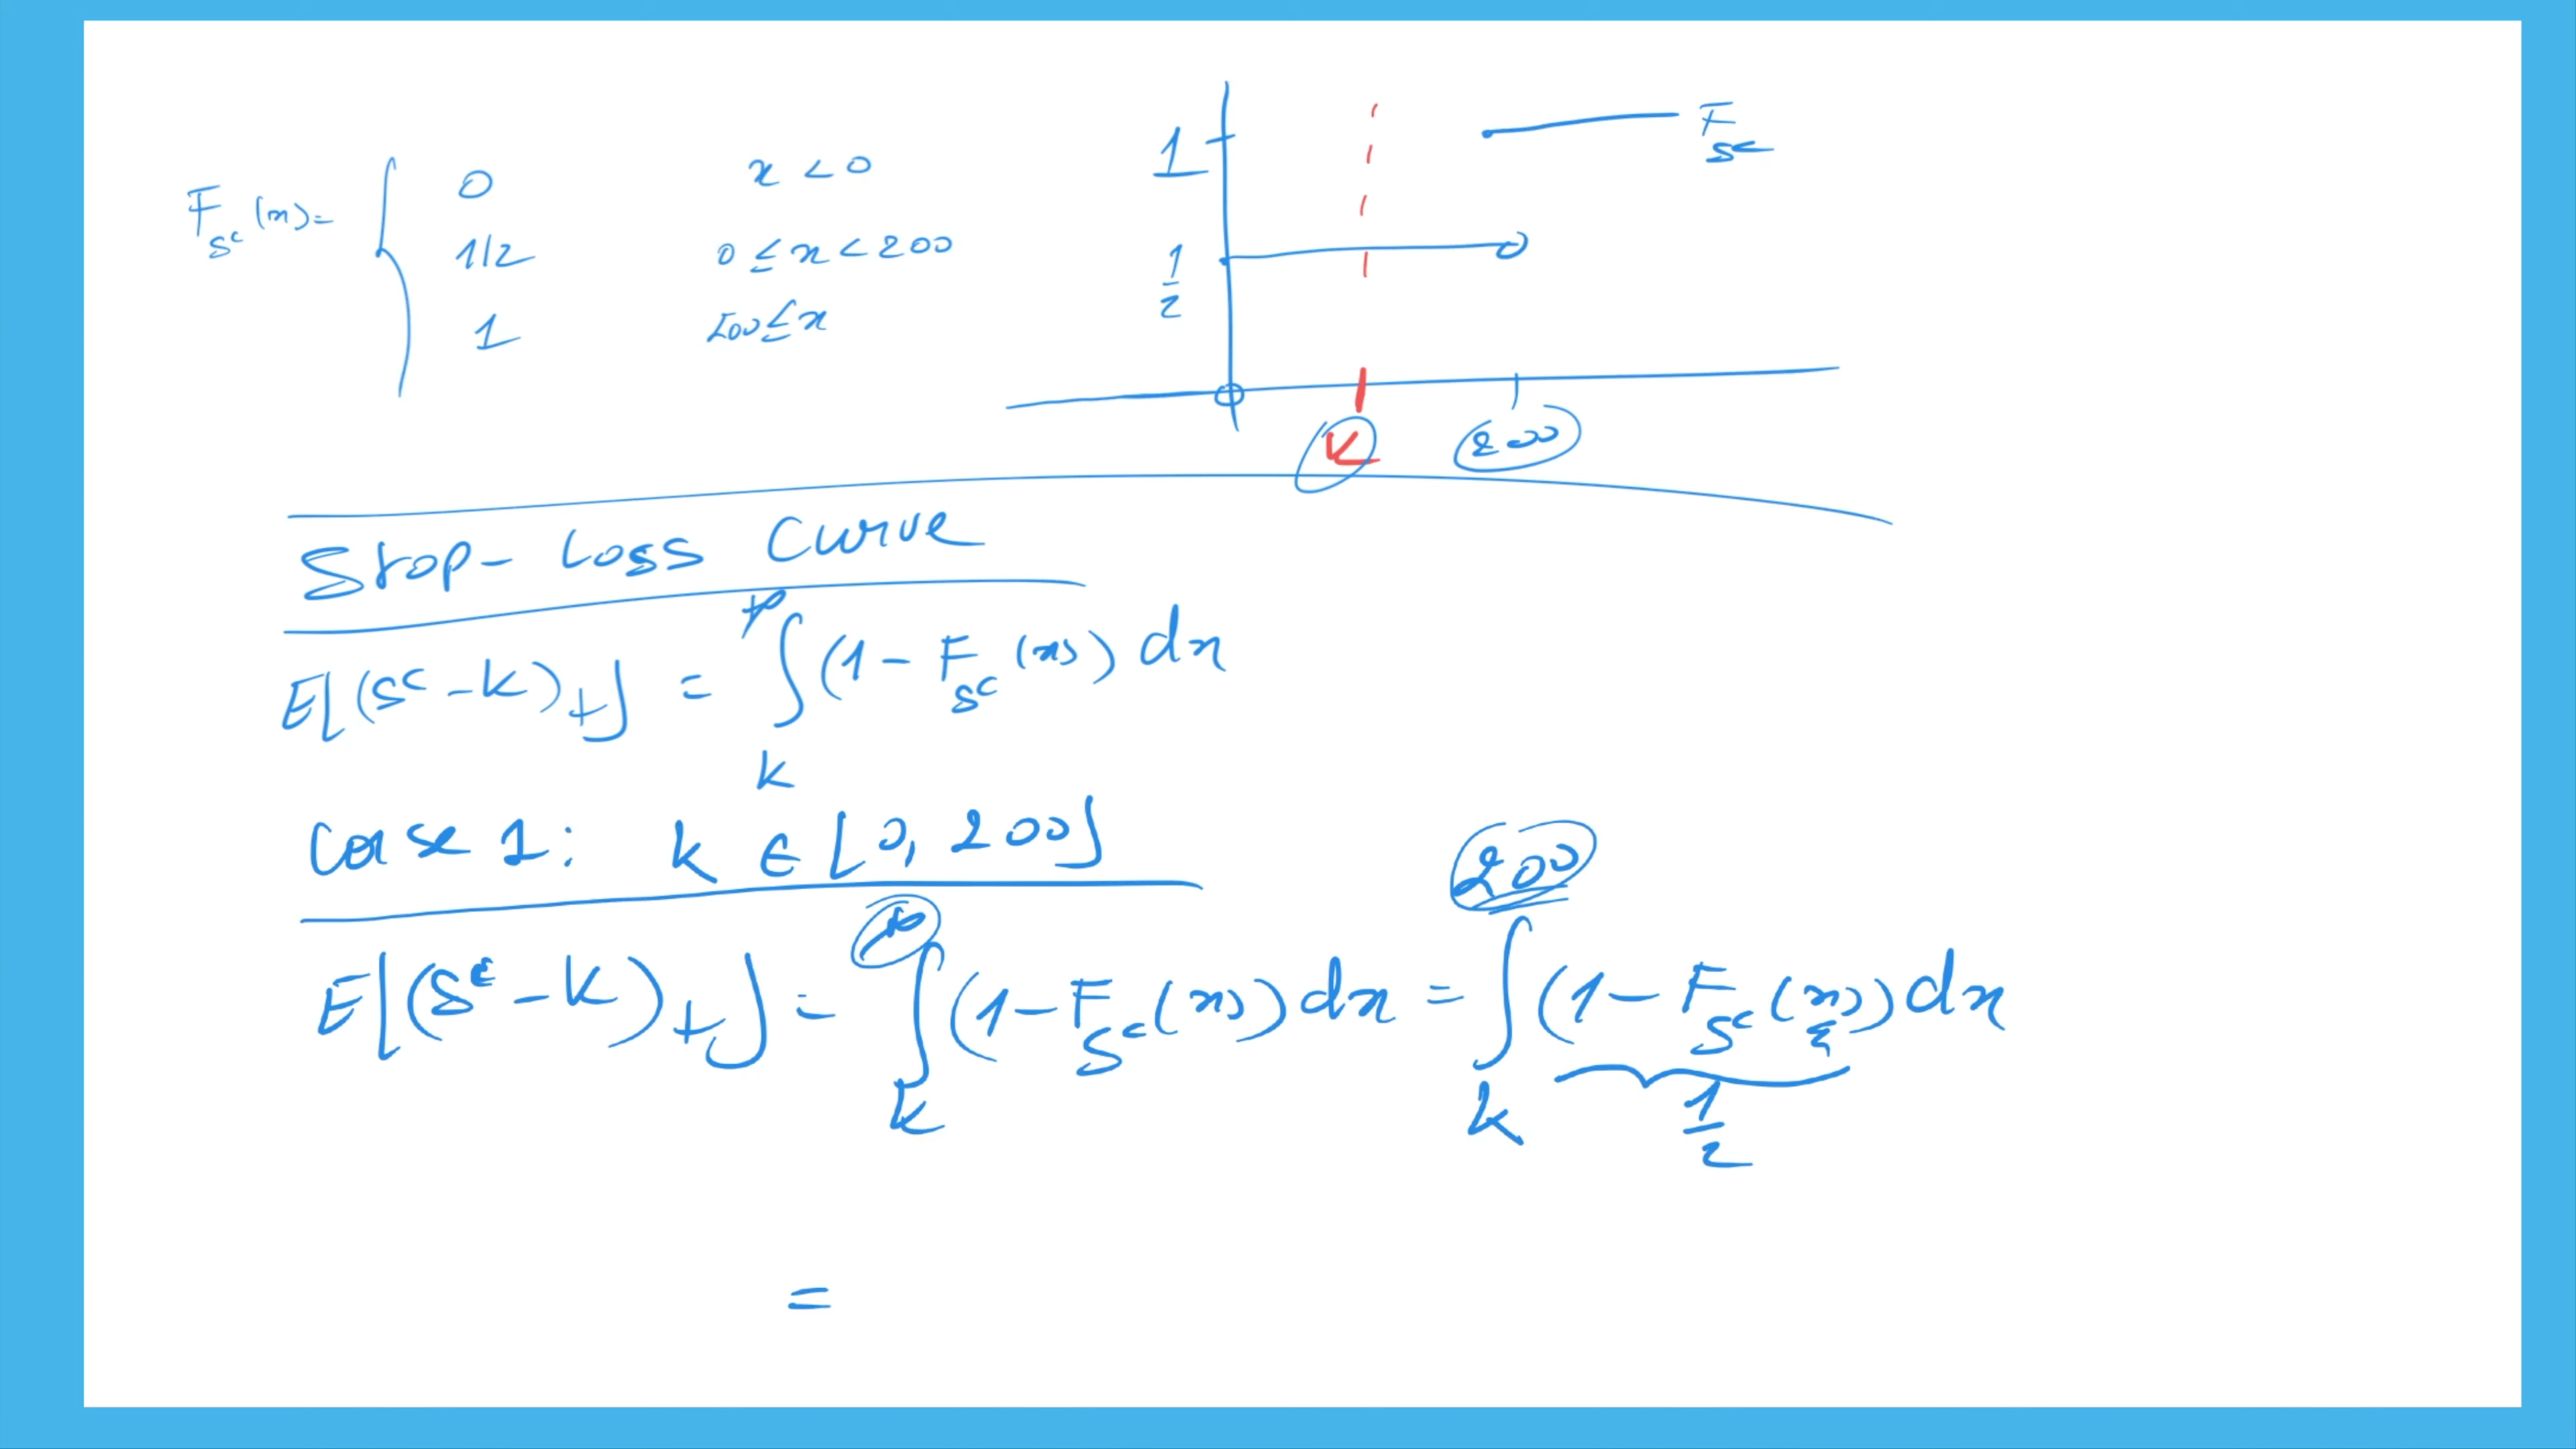 F_{S^c}(x) = { 0    x < 0
1/2    0 ≤ x < 200
1    200 ≤ x
1
1/2
F_{S^c}
K    200
Stop-Loss Curve
E[(S^c - K)_+] = ∫_K^{+∞} (1 - F_{S^c}(x)) dx
Case 1: K ∈ [0, 200]
E[(S^c - K)_+] = ∫_K^{+∞} (1 - F_{S^c}(x)) dx = ∫_K^{200} (1 - F_{S^c}(x)) dx
1/2
=